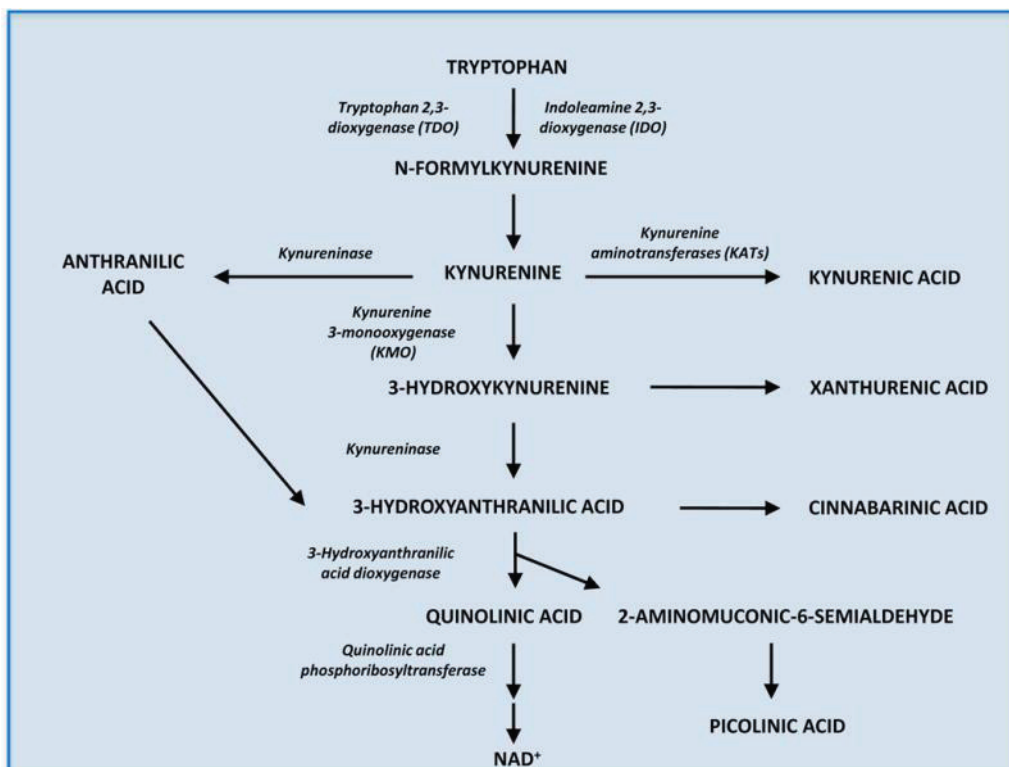 TRYPTOPHAN
Tryptophan 2,3-
dioxygenase (TDO)
Indoleamine 2,3-
dioxygenase (IDO)
N-FORMYLKYNURENINE
Kynureninase
Kynurenine
aminotransferases (KATs)
ANTHRANILIC
ACID
KYNURENINE
KYNURENIC ACID
Kynurenine
3-monooxygenase
(KMO)
3-HYDROXYKYNURENINE
XANTHURENIC ACID
Kynureninase
3-HYDROXYANTHRANILIC ACID
CINNABARINIC ACID
3-Hydroxyanthranilic
acid dioxygenase
QUINOLINIC ACID
2-AMINOMUCONIC-6-SEMIALDEHYDE
Quinolinic acid
phosphoribosyltransferase
PICOLINIC ACID
NAD⁺